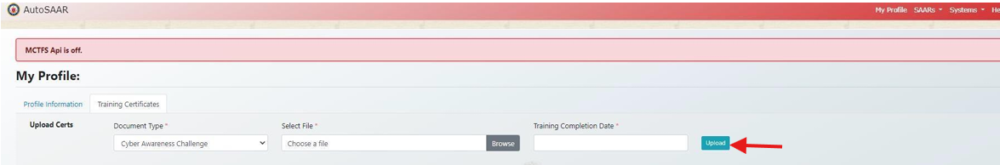 AutoSAAR
My Profile SAARs Systems He
MCTFS Api is off.
My Profile:
Profile Information Training Certificates
Upload Certs Document Type * Select File * Training Completion Date *
Cyber Awareness Challenge Choose a file Browse Upload